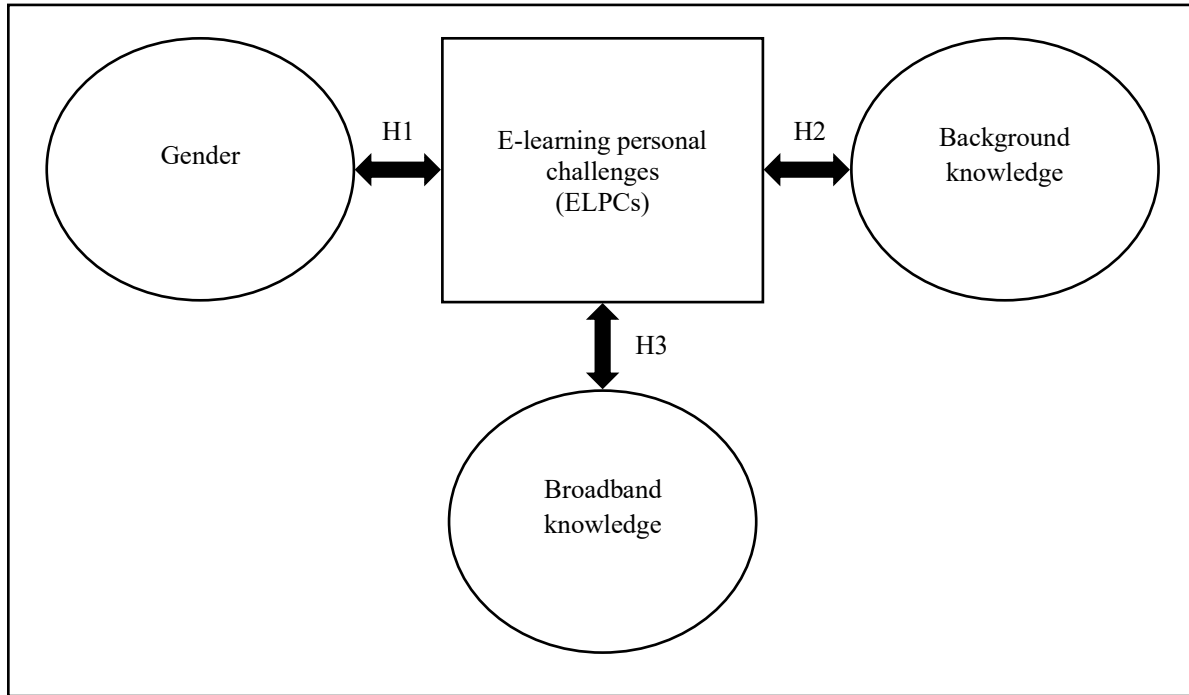 Gender
H1
E-learning personal
challenges
(ELPCs)
H2
Background
knowledge
H3
Broadband
knowledge